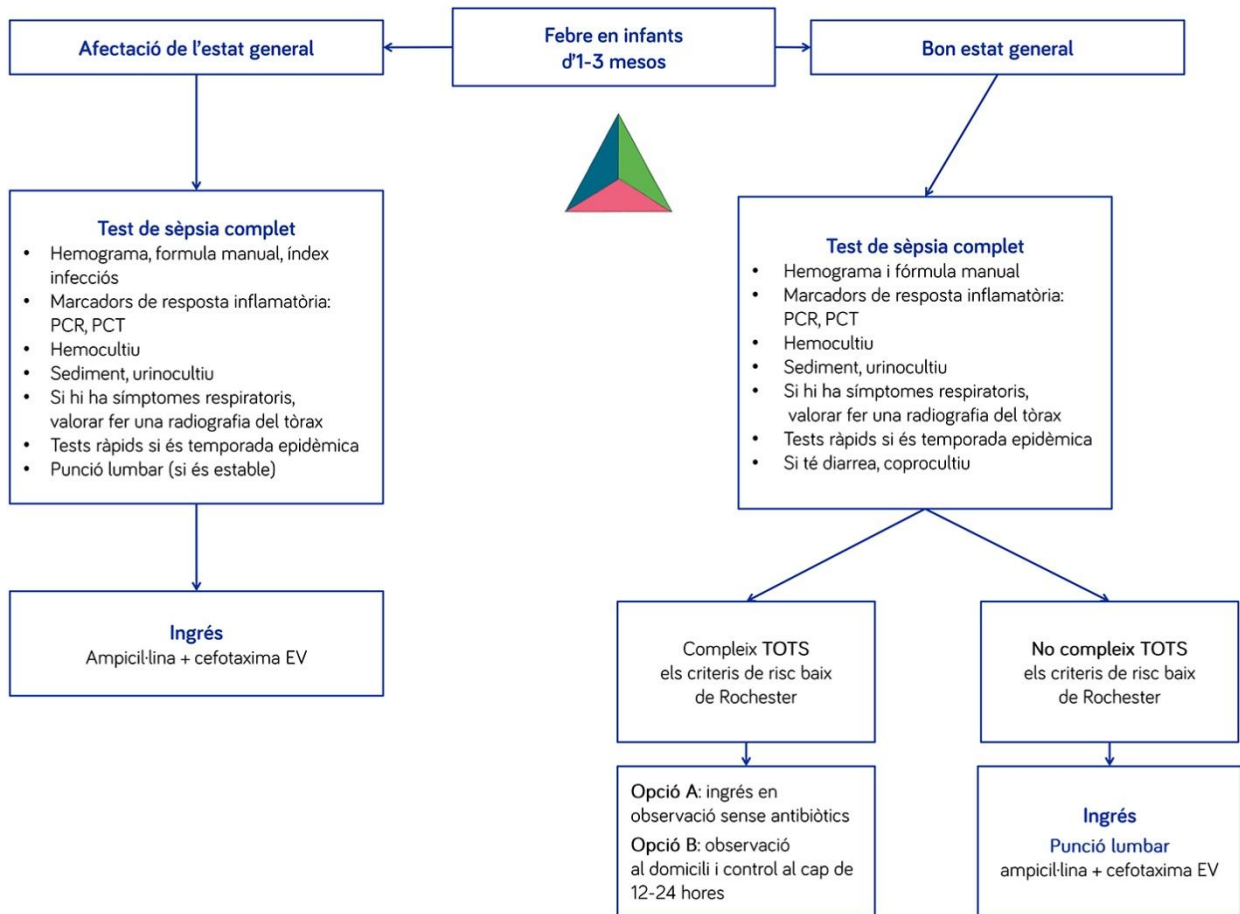 Febre en infants
d’1-3 mesos
Afectació de l’estat general
Bon estat general
Test de sèpsia complet
• Hemograma, formula manual, índex
infecciós
• Marcadors de resposta inflamatòria:
PCR, PCT
• Hemocultiu
• Sediment, urinocultiu
• Si hi ha símptomes respiratoris,
valorar fer una radiografia del tòrax
• Tests ràpids si és temporada epidèmica
• Punció lumbar (si és estable)
Ingrés
Ampicil·lina + cefotaxima EV
Test de sèpsia complet
• Hemograma i fórmula manual
• Marcadors de resposta inflamatòria:
PCR, PCT
• Hemocultiu
• Sediment, urinocultiu
• Si hi ha símptomes respiratoris,
valorar fer una radiografia del tòrax
• Tests ràpids si és temporada epidèmica
• Si té diarrea, coprocultiu
Compleix TOTS
els criteris de risc baix
de Rochester
Opció A: ingrés en
observació sense antibiòtics
Opció B: observació
al domicili i control al cap de
12-24 hores
No compleix TOTS
els criteris de risc baix
de Rochester
Ingrés
Punció lumbar
ampicil·lina + cefotaxima EV